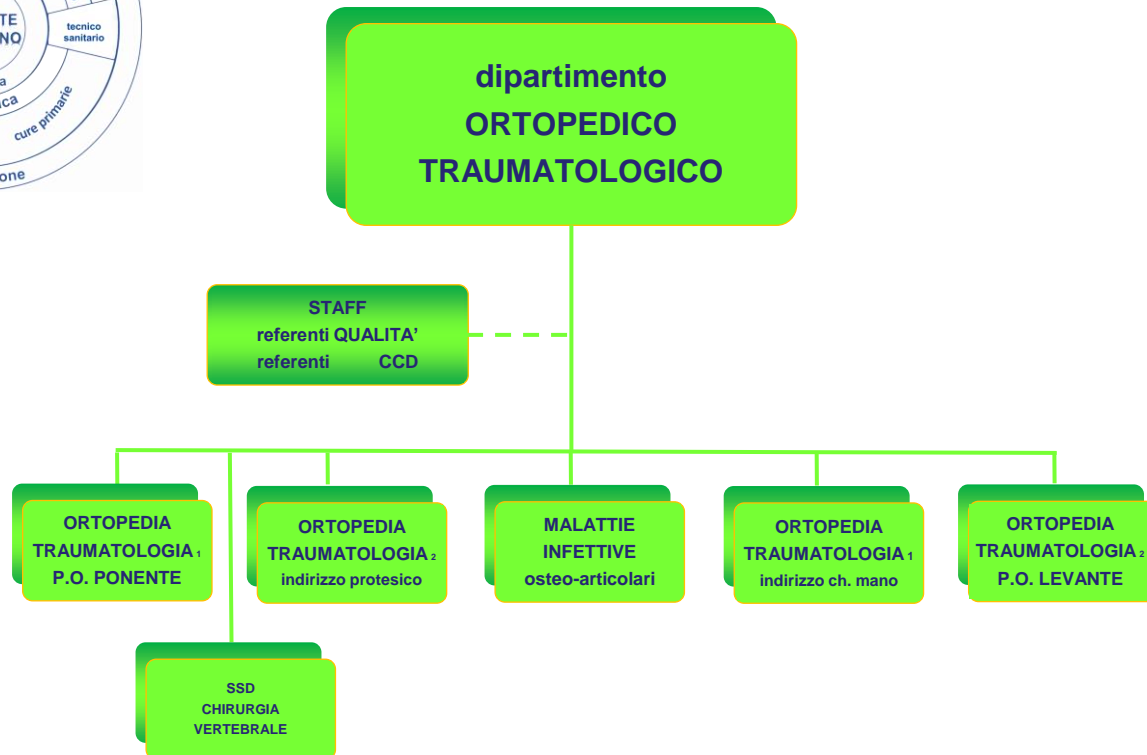 tecnico
sanitario
cure primarie
dipartimento
ORTOPEDICO
TRAUMATOLOGICO
STAFF
referenti QUALITA’
referenti CCD
ORTOPEDIA
TRAUMATOLOGIA 1
P.O. PONENTE
ORTOPEDIA
TRAUMATOLOGIA 2
indirizzo protesico
MALATTIE
INFETTIVE
osteo-articolari
ORTOPEDIA
TRAUMATOLOGIA 1
indirizzo ch. mano
ORTOPEDIA
TRAUMATOLOGIA 2
P.O. LEVANTE
SSD
CHIRURGIA
VERTEBRALE